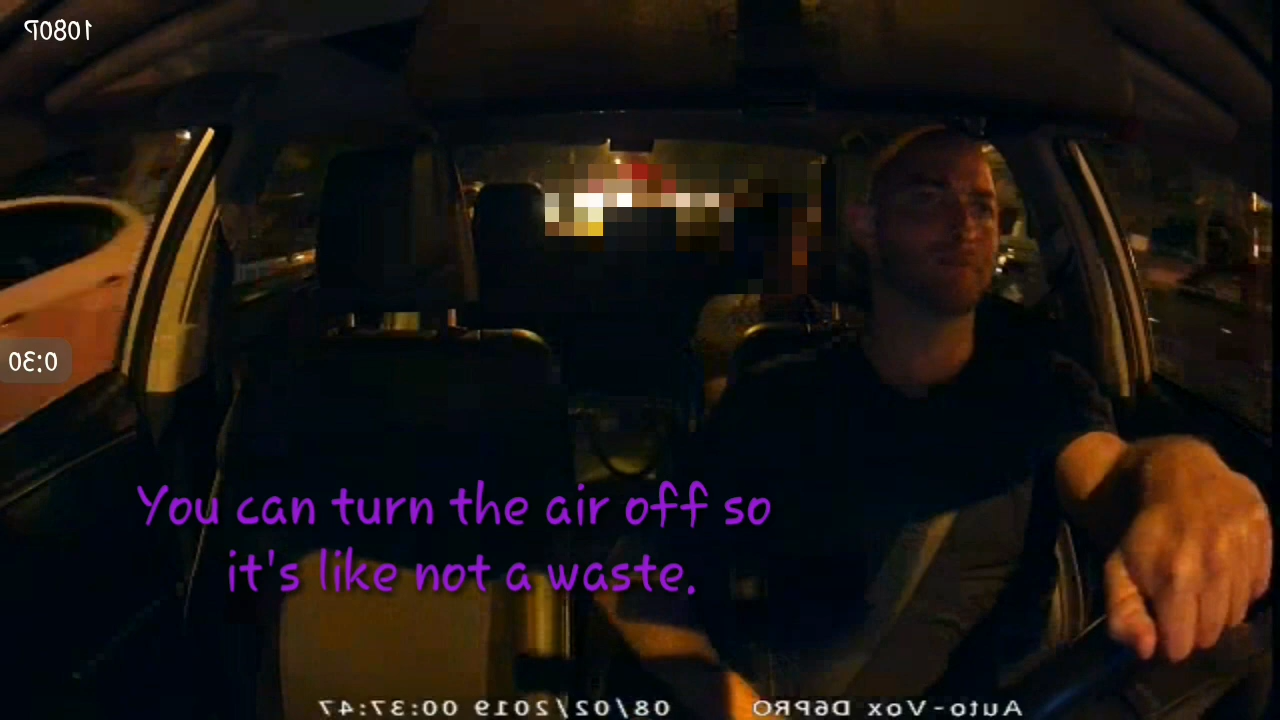 1080P
0:30
You can turn the air off so
it's like not a waste.
08/02/2019 00:37:47
Auto-Vox D6PRO